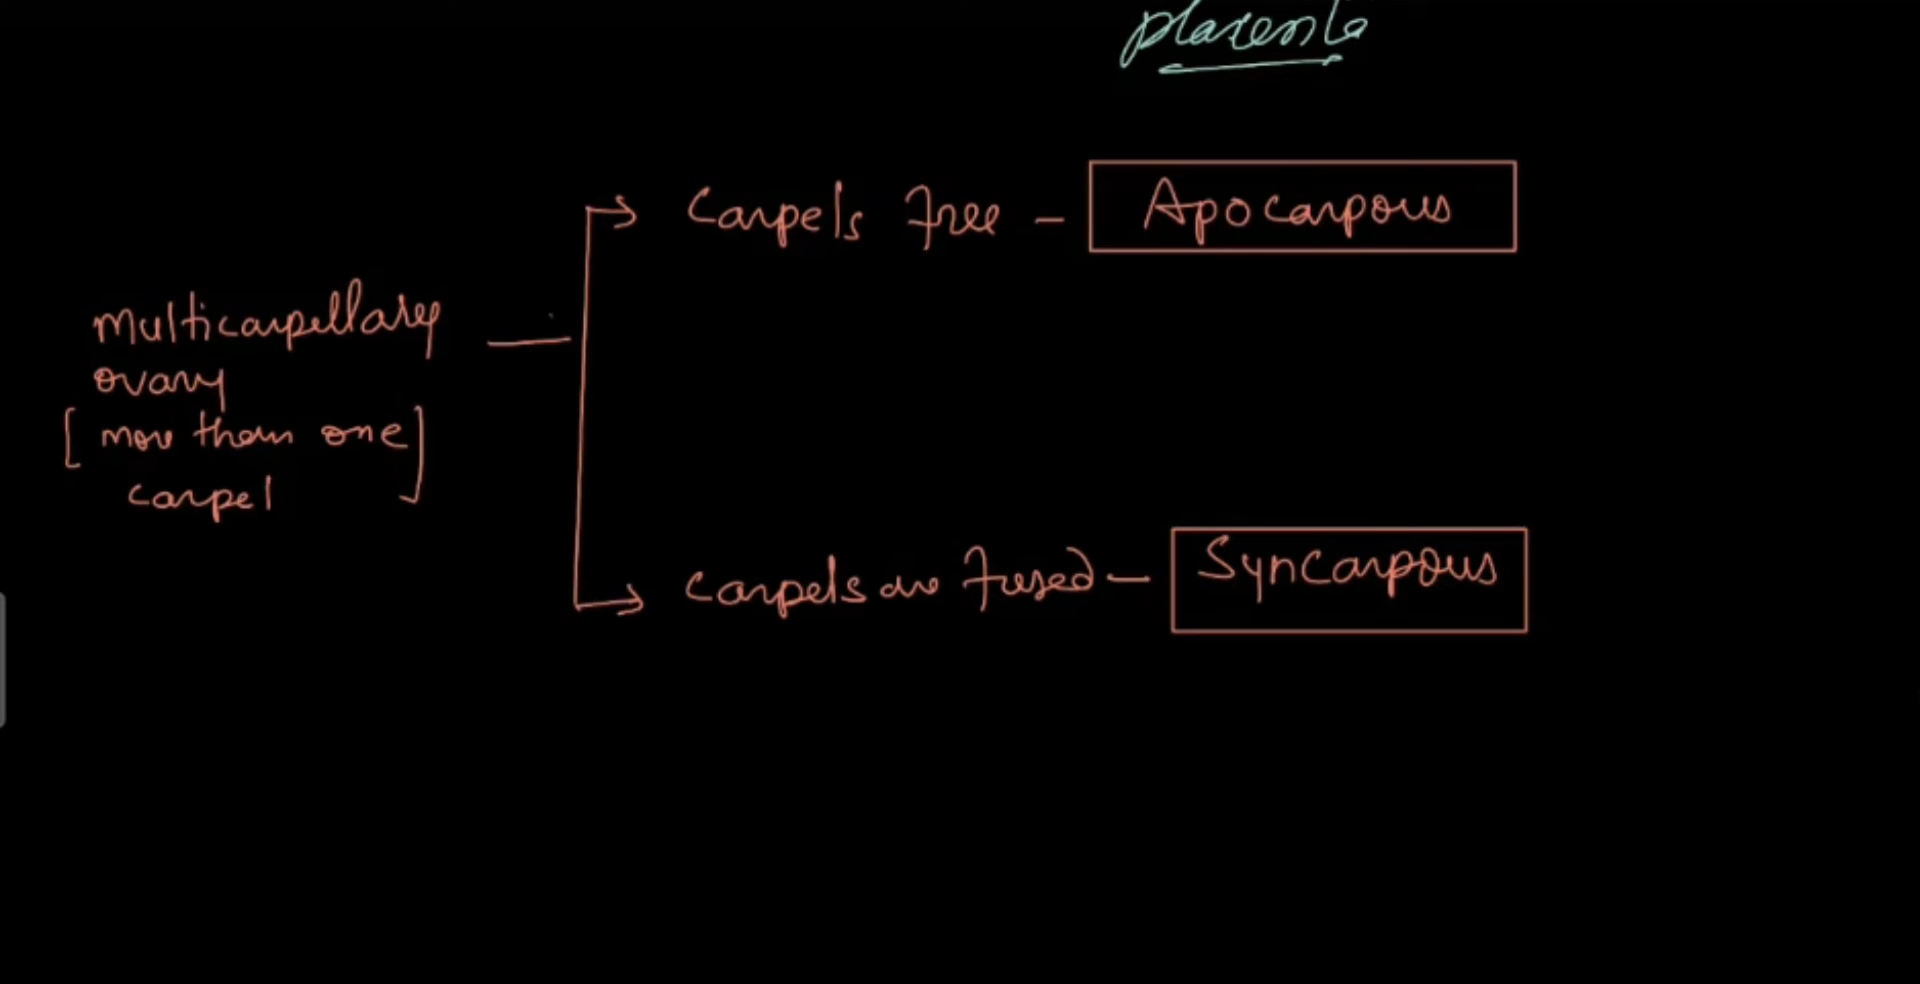 placenta
Carpels free - Apocarpous
Multicarpellary
ovary
[more than one]
carpel
Carpels are fused - Syncarpous